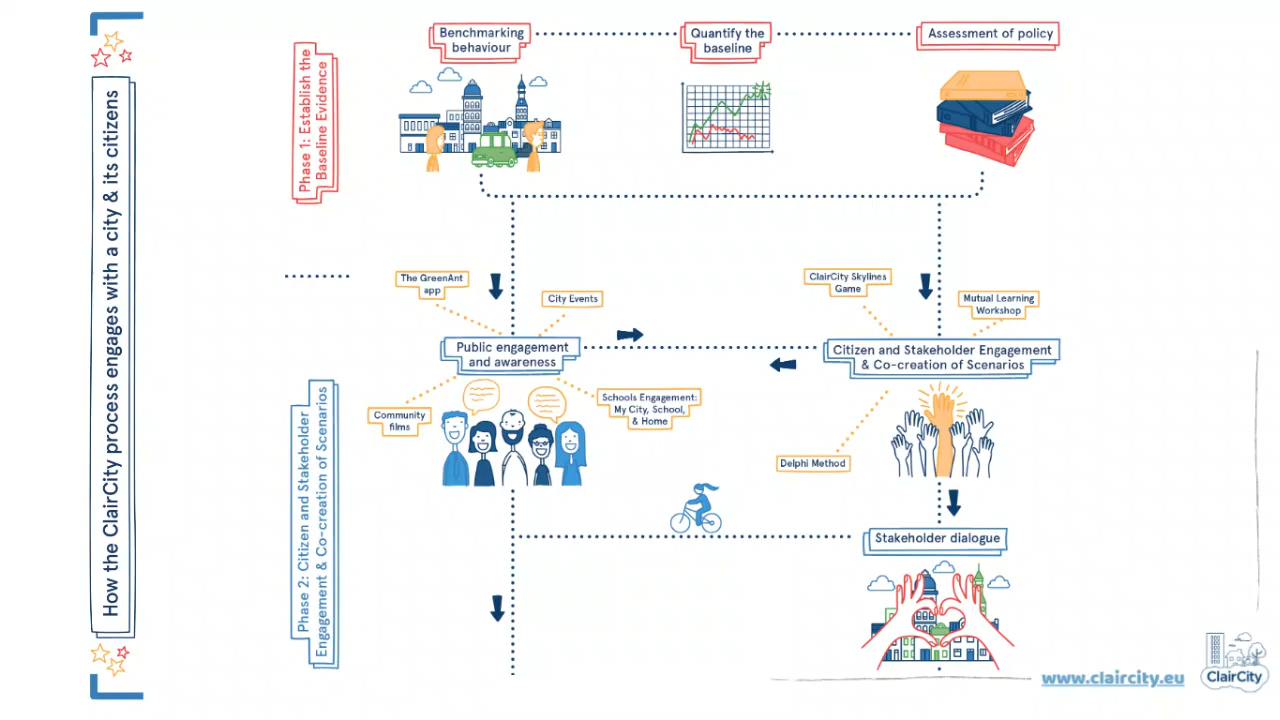 How the ClairCity process engages with a city & its citizens
Phase 1: Establish the
Baseline Evidence
Benchmarking
behaviour
Quantify the
baseline
Assessment of policy
Phase 2: Citizen and Stakeholder
Engagement & Co-creation of Scenarios
The GreenAnt
app
City Events
Public engagement
and awareness
Community
films
Schools Engagement:
My City, School,
& Home
ClairCity Skylines
Game
Mutual Learning
Workshop
Citizen and Stakeholder Engagement
& Co-creation of Scenarios
Delphi Method
Stakeholder dialogue
www.claircity.eu
ClairCity